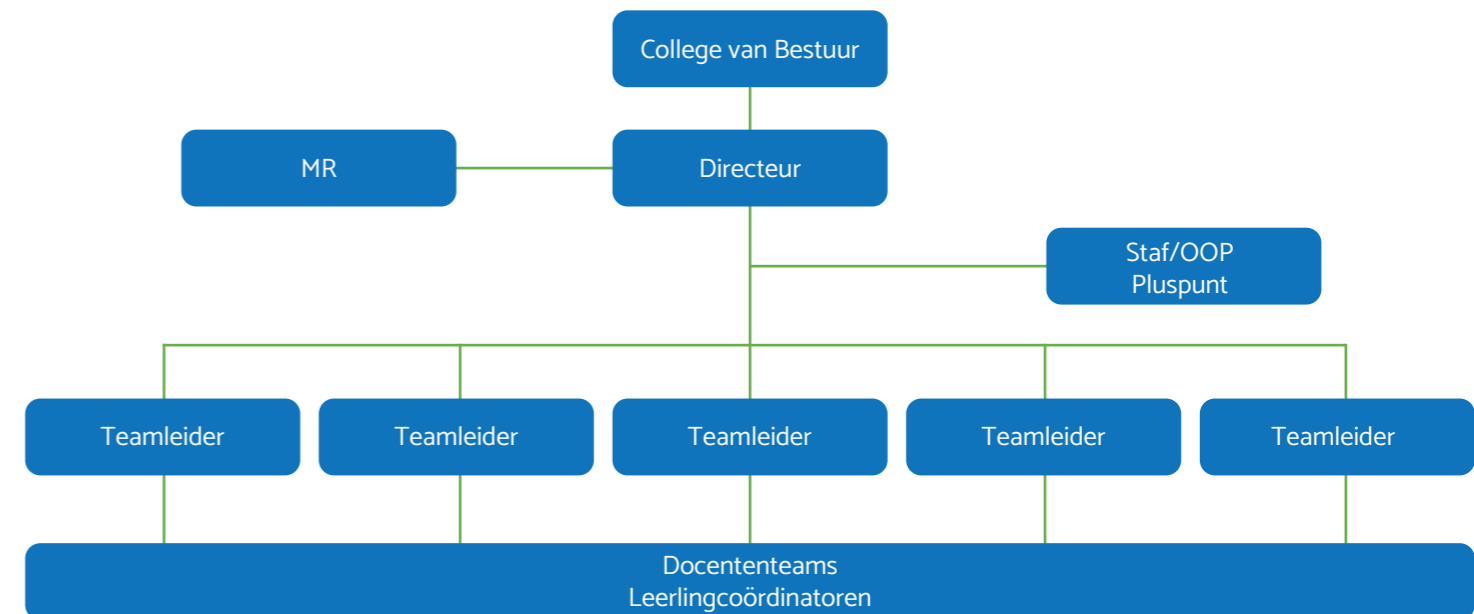 College van Bestuur
MR
Directeur
Staf/OOP
Pluspunt
Teamleider
Teamleider
Teamleider
Teamleider
Teamleider
Docententeams
Leerlingcoördinatoren